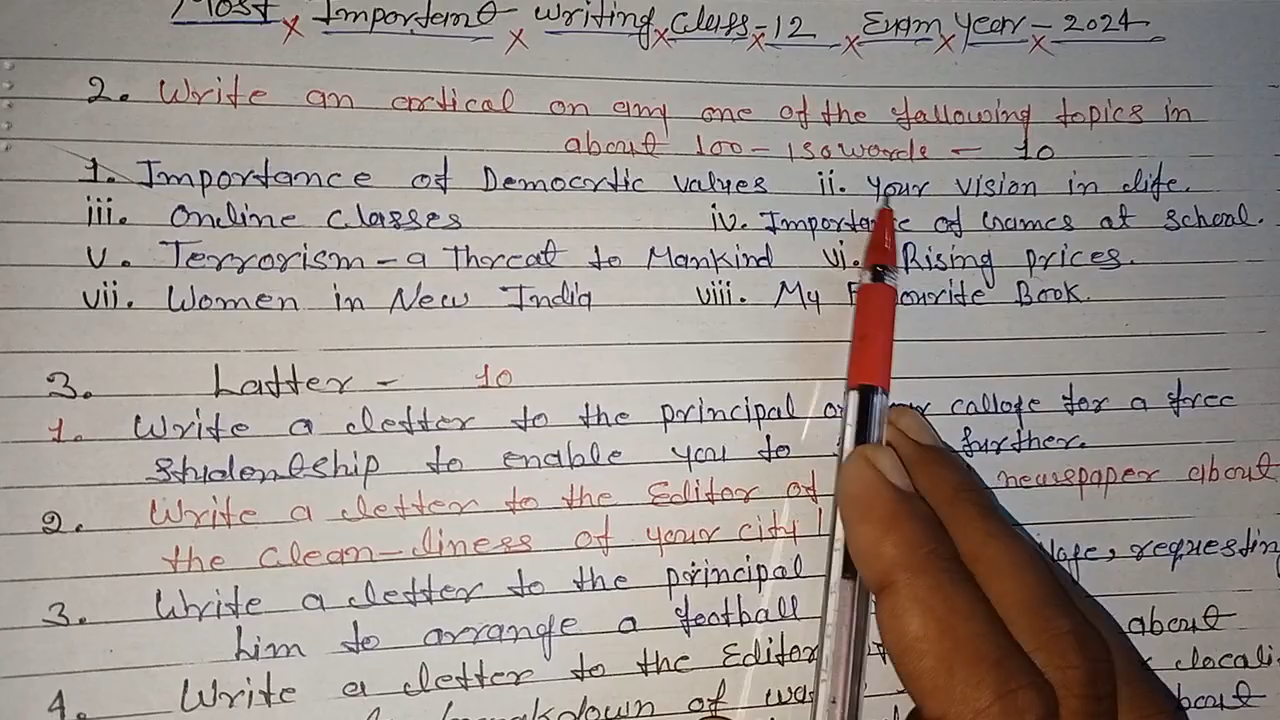 Most Important Writing Class-12 Exam Year - 2024
2. Write an artical on any one of the fallowing topics in
about 100-150 words - 10
1. Importance of Democrtic values ii. your vision in life.
iii. Online Classes iv. Importance of Games at School.
v. Terrorism - a Threat to Mankind vi. Rising prices.
vii. Women in New India viii. My Book.
3. Latter - 10
1. Write a letter to the principal callofe for a free
studentship to enable you to further.
2. Write a letter to the Editor of newspaper about
the Clean-liness of your city
3. Write a letter to the principal requestin
him to arrange a football about
4. Write a letter to the Editor locali
of about